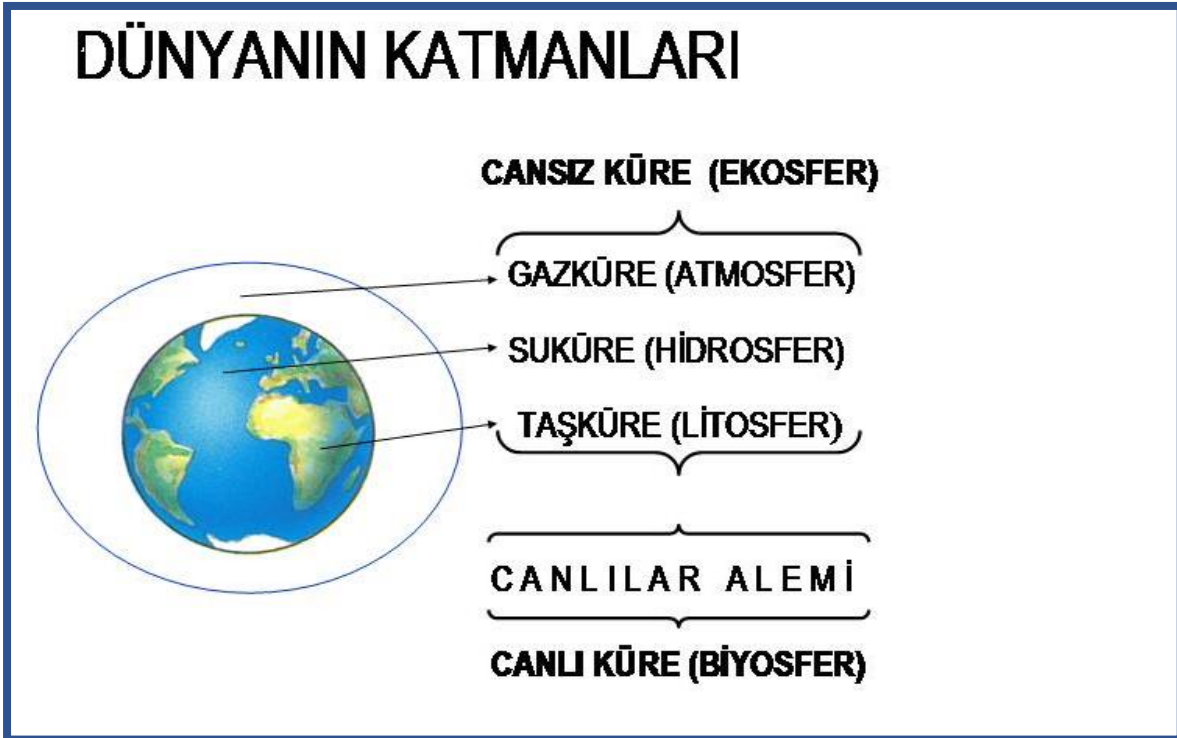 DÜNYANIN KATMANLARI
CANSIZ KÜRE (EKOSFER)
GAZKÜRE (ATMOSFER)
SUKÜRE (HİDROSFER)
TAŞKÜRE (LİTOSFER)
CANLILAR ALEMİ
CANLI KÜRE (BİYOSFER)